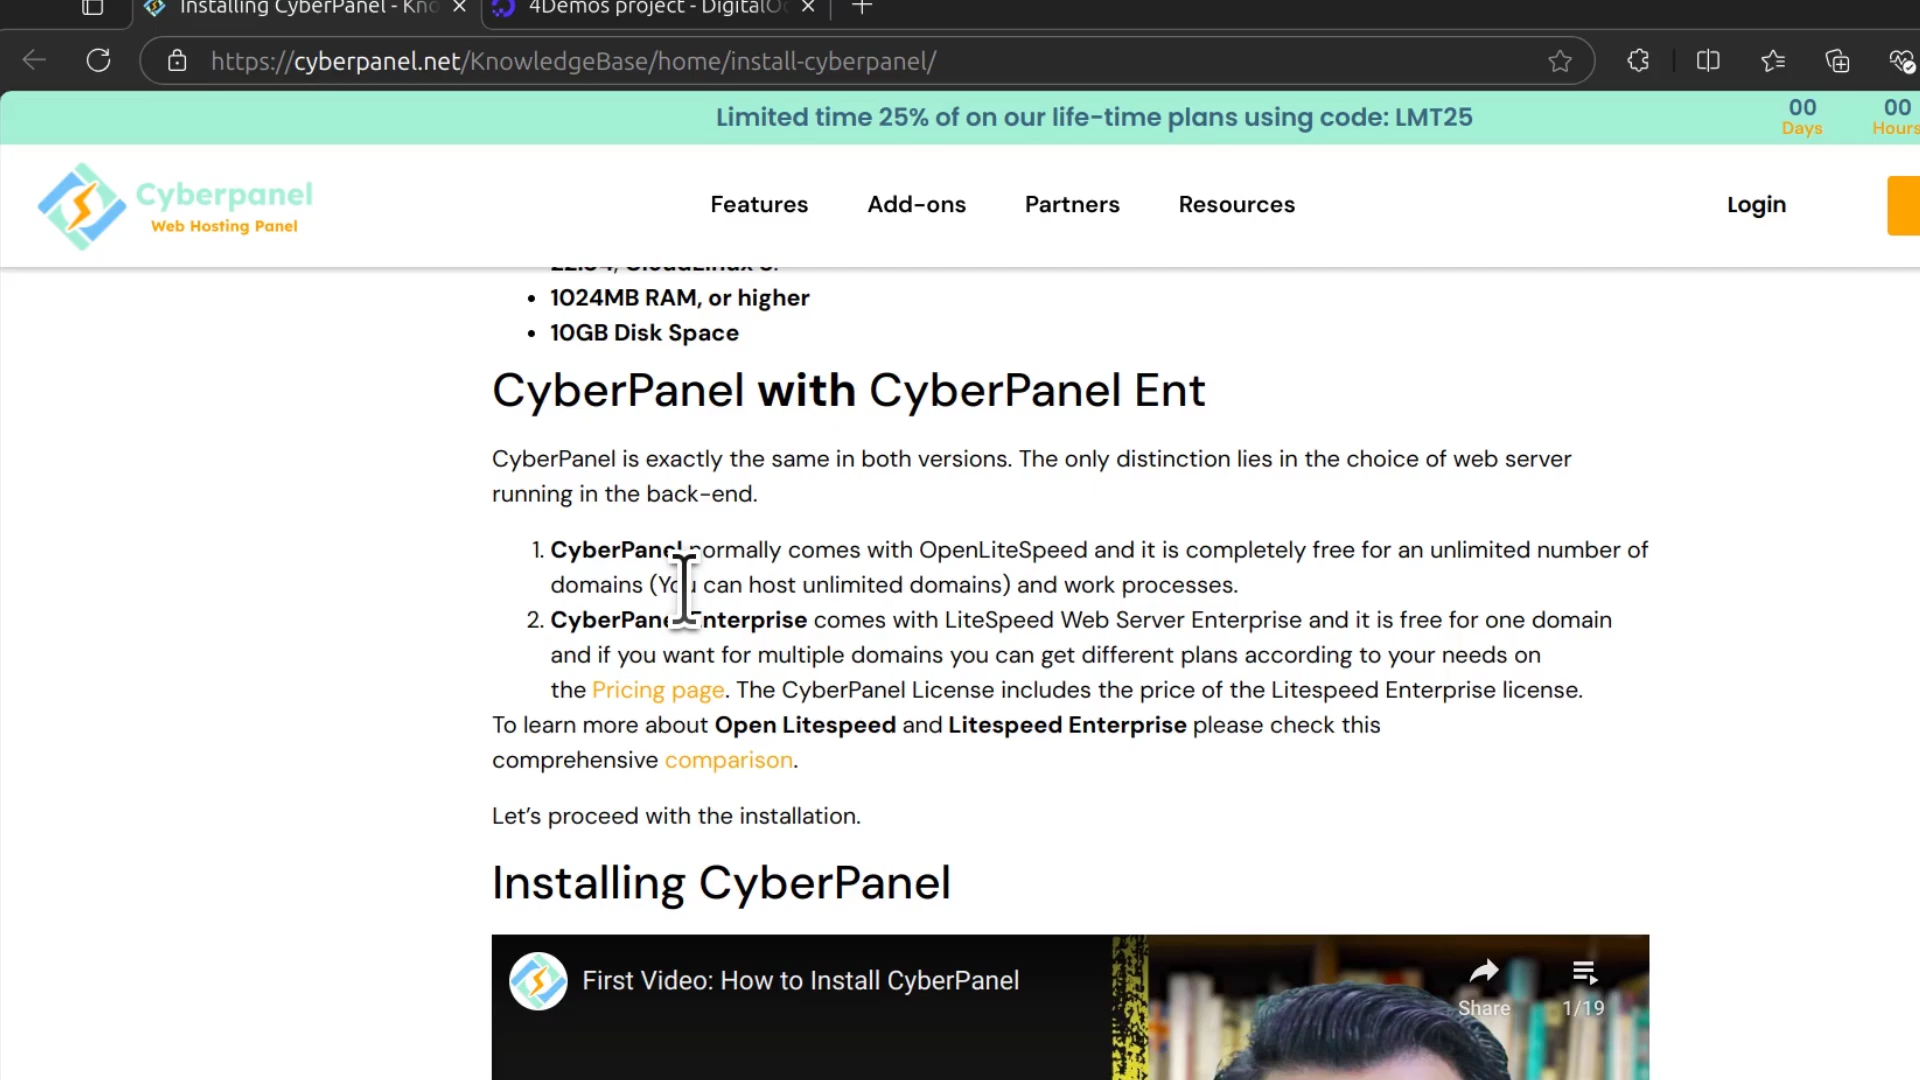 Installing CyberPanel - Kno
4Demos project - DigitalO
https://cyberpanel.net/KnowledgeBase/home/install-cyberpanel/
Limited time 25% of on our life-time plans using code: LMT25
00 Days
00 Hours
Cyberpanel
Web Hosting Panel
Features
Add-ons
Partners
Resources
Login
• 1024MB RAM, or higher
• 10GB Disk Space
CyberPanel with CyberPanel Ent
CyberPanel is exactly the same in both versions. The only distinction lies in the choice of web server
running in the back-end.
1. CyberPanel normally comes with OpenLiteSpeed and it is completely free for an unlimited number of
domains (You can host unlimited domains) and work processes.
2. CyberPanel Enterprise comes with LiteSpeed Web Server Enterprise and it is free for one domain
and if you want for multiple domains you can get different plans according to your needs on
the Pricing page. The CyberPanel License includes the price of the Litespeed Enterprise license.
To learn more about Open Litespeed and Litespeed Enterprise please check this
comprehensive comparison.
Let's proceed with the installation.
Installing CyberPanel
First Video: How to Install CyberPanel
Share
1/19